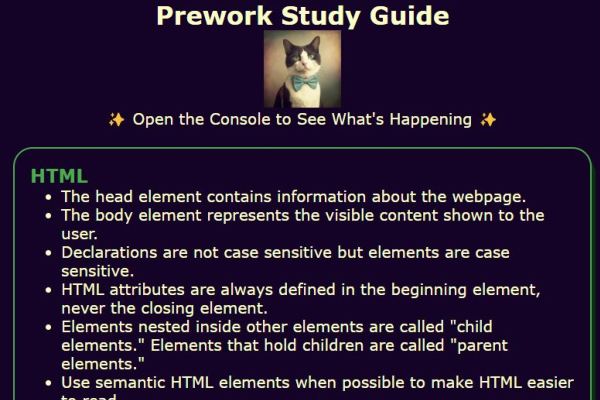 Prework Study Guide
✨ Open the Console to See What's Happening ✨
HTML
• The head element contains information about the webpage.
• The body element represents the visible content shown to the
user.
• Declarations are not case sensitive but elements are case
sensitive.
• HTML attributes are always defined in the beginning element,
never the closing element.
• Elements nested inside other elements are called "child
elements." Elements that hold children are called "parent
elements."
• Use semantic HTML elements when possible to make HTML easier
to read